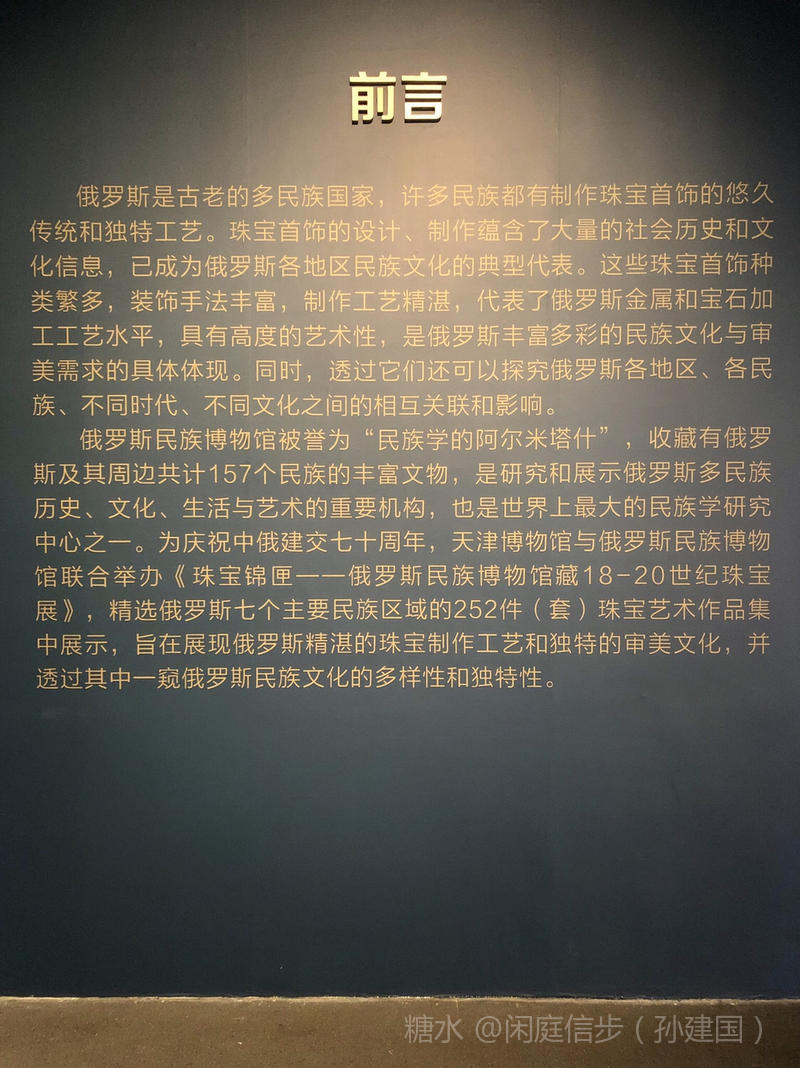 前言
俄罗斯是古老的多民族国家，许多民族都有制作珠宝首饰的悠久
传统和独特工艺。珠宝首饰的设计、制作蕴含了大量的社会历史和文
化信息，已成为俄罗斯各地区民族文化的典型代表。这些珠宝首饰种
类繁多，装饰手法丰富，制作工艺精湛，代表了俄罗斯金属和宝石加
工工艺水平，具有高度的艺术性，是俄罗斯丰富多彩的民族文化与审
美需求的具体体现。同时，透过它们还可以探究俄罗斯各地区、各民
族、不同时代、不同文化之间的相互关联和影响。
俄罗斯民族博物馆被誉为“民族学的阿尔米塔什”，收藏有俄罗
斯及其周边共计157个民族的丰富文物，是研究和展示俄罗斯多民族
历史、文化、生活与艺术的重要机构，也是世界上最大的民族学研究
中心之一。为庆祝中俄建交七十周年，天津博物馆与俄罗斯民族博物
馆联合举办《珠宝锦匣——俄罗斯民族博物馆藏18-20世纪珠宝
展》，精选俄罗斯七个主要民族区域的252件（套）珠宝艺术作品集
中展示，旨在展现俄罗斯精湛的珠宝制作工艺和独特的审美文化，并
透过其中一窥俄罗斯民族文化的多样性和独特性。
糖水 @闲庭信步（孙建国）